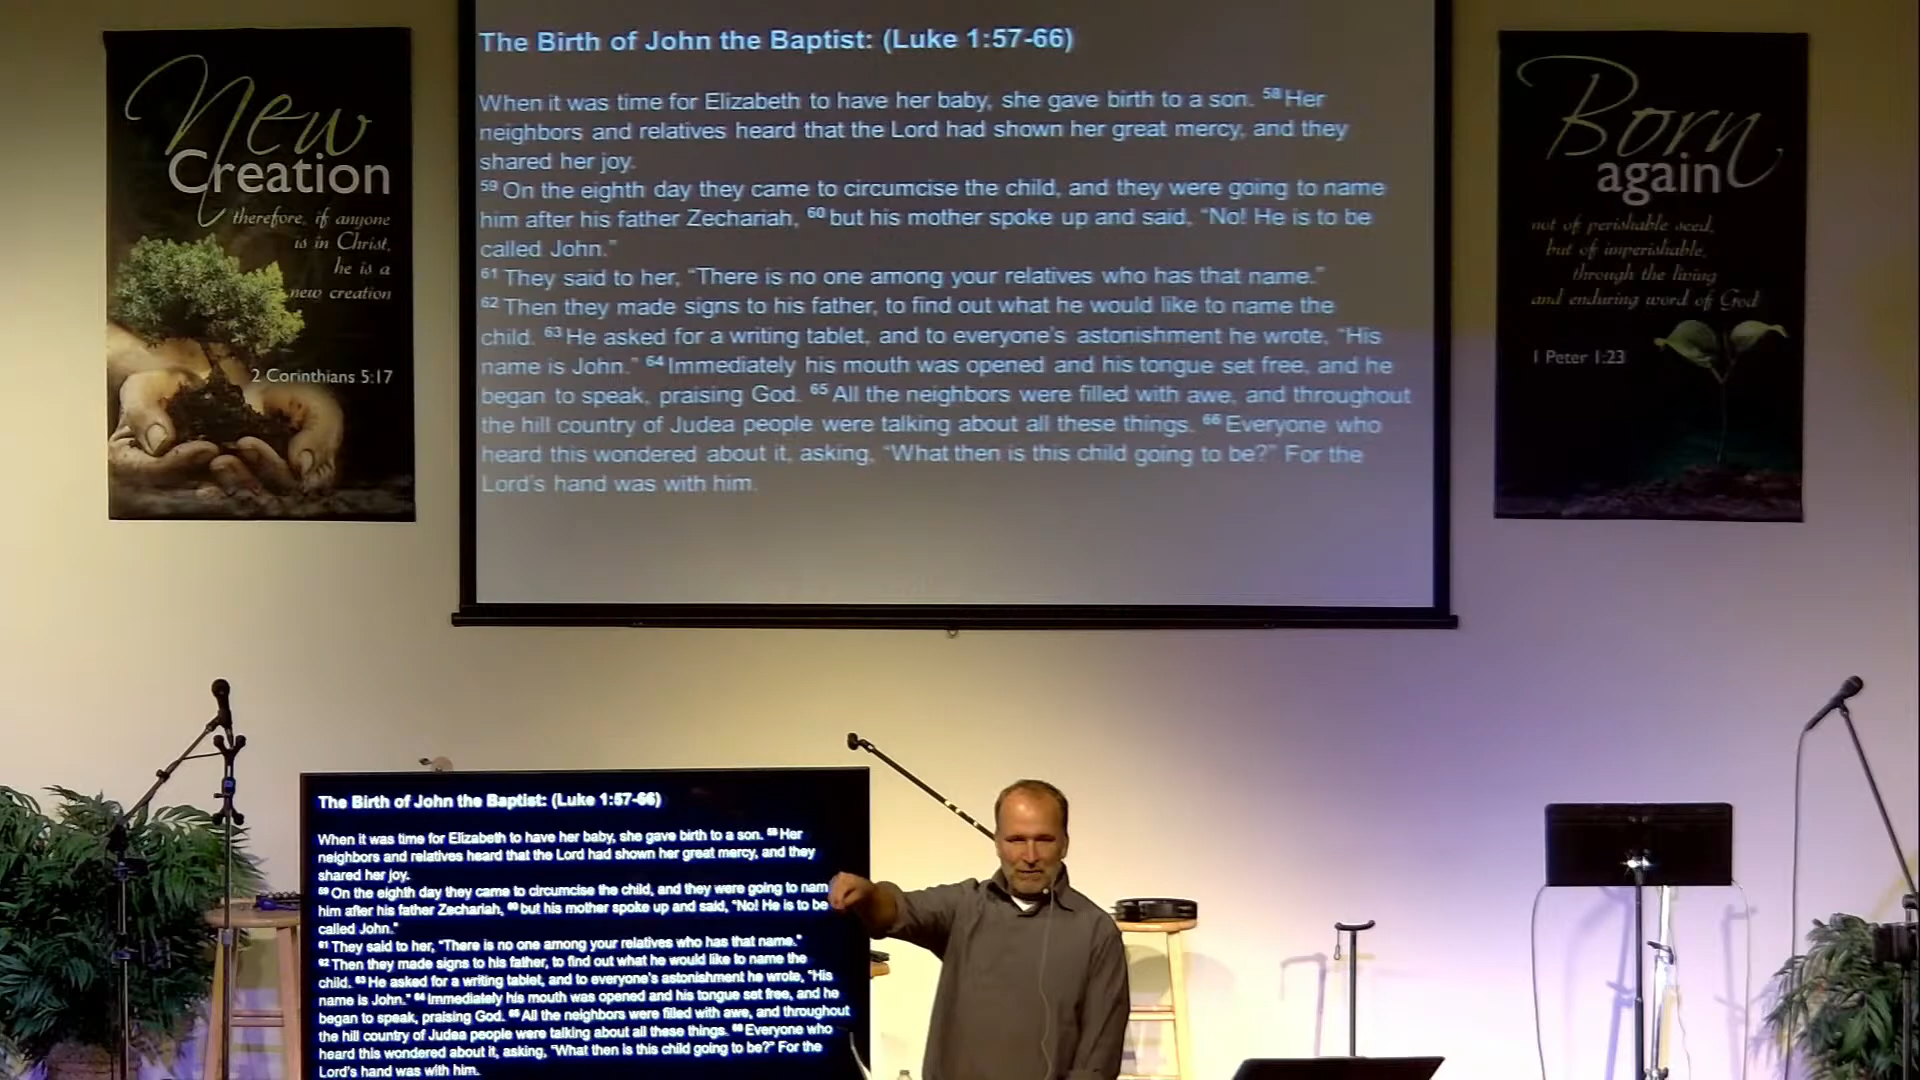 New
Creation
therefore, if anyone
is in Christ,
he is a
new creation
2 Corinthians 5:17
The Birth of John the Baptist: (Luke 1:57-66)
When it was time for Elizabeth to have her baby, she gave birth to a son. 58 Her
neighbors and relatives heard that the Lord had shown her great mercy, and they
shared her joy.
59 On the eighth day they came to circumcise the child, and they were going to name
him after his father Zechariah, 60 but his mother spoke up and said, “No! He is to be
called John.”
61 They said to her, “There is no one among your relatives who has that name.”
62 Then they made signs to his father, to find out what he would like to name the
child. 63 He asked for a writing tablet, and to everyone’s astonishment he wrote, “His
name is John.” 64 Immediately his mouth was opened and his tongue set free, and he
began to speak, praising God. 65 All the neighbors were filled with awe, and throughout
the hill country of Judea people were talking about all these things. 66 Everyone who
heard this wondered about it, asking, “What then is this child going to be?” For the
Lord’s hand was with him.
Born
again
not of perishable seed,
but of imperishable,
through the living
and enduring word of God
1 Peter 1:23
The Birth of John the Baptist: (Luke 1:57-66)
When it was time for Elizabeth to have her baby, she gave birth to a son. 58 Her
neighbors and relatives heard that the Lord had shown her great mercy, and they
shared her joy.
59 On the eighth day they came to circumcise the child, and they were going to nam
him after his father Zechariah, 60 but his mother spoke up and said, “No! He is to be
called John.”
61 They said to her, “There is no one among your relatives who has that name.”
62 Then they made signs to his father, to find out what he would like to name the
child. 63 He asked for a writing tablet, and to everyone’s astonishment he wrote, “His
name is John.” 64 Immediately his mouth was opened and his tongue set free, and he
began to speak, praising God. 65 All the neighbors were filled with awe, and throughout
the hill country of Judea people were talking about all these things. 66 Everyone who
heard this wondered about it, asking, “What then is this child going to be?” For the
Lord’s hand was with him.